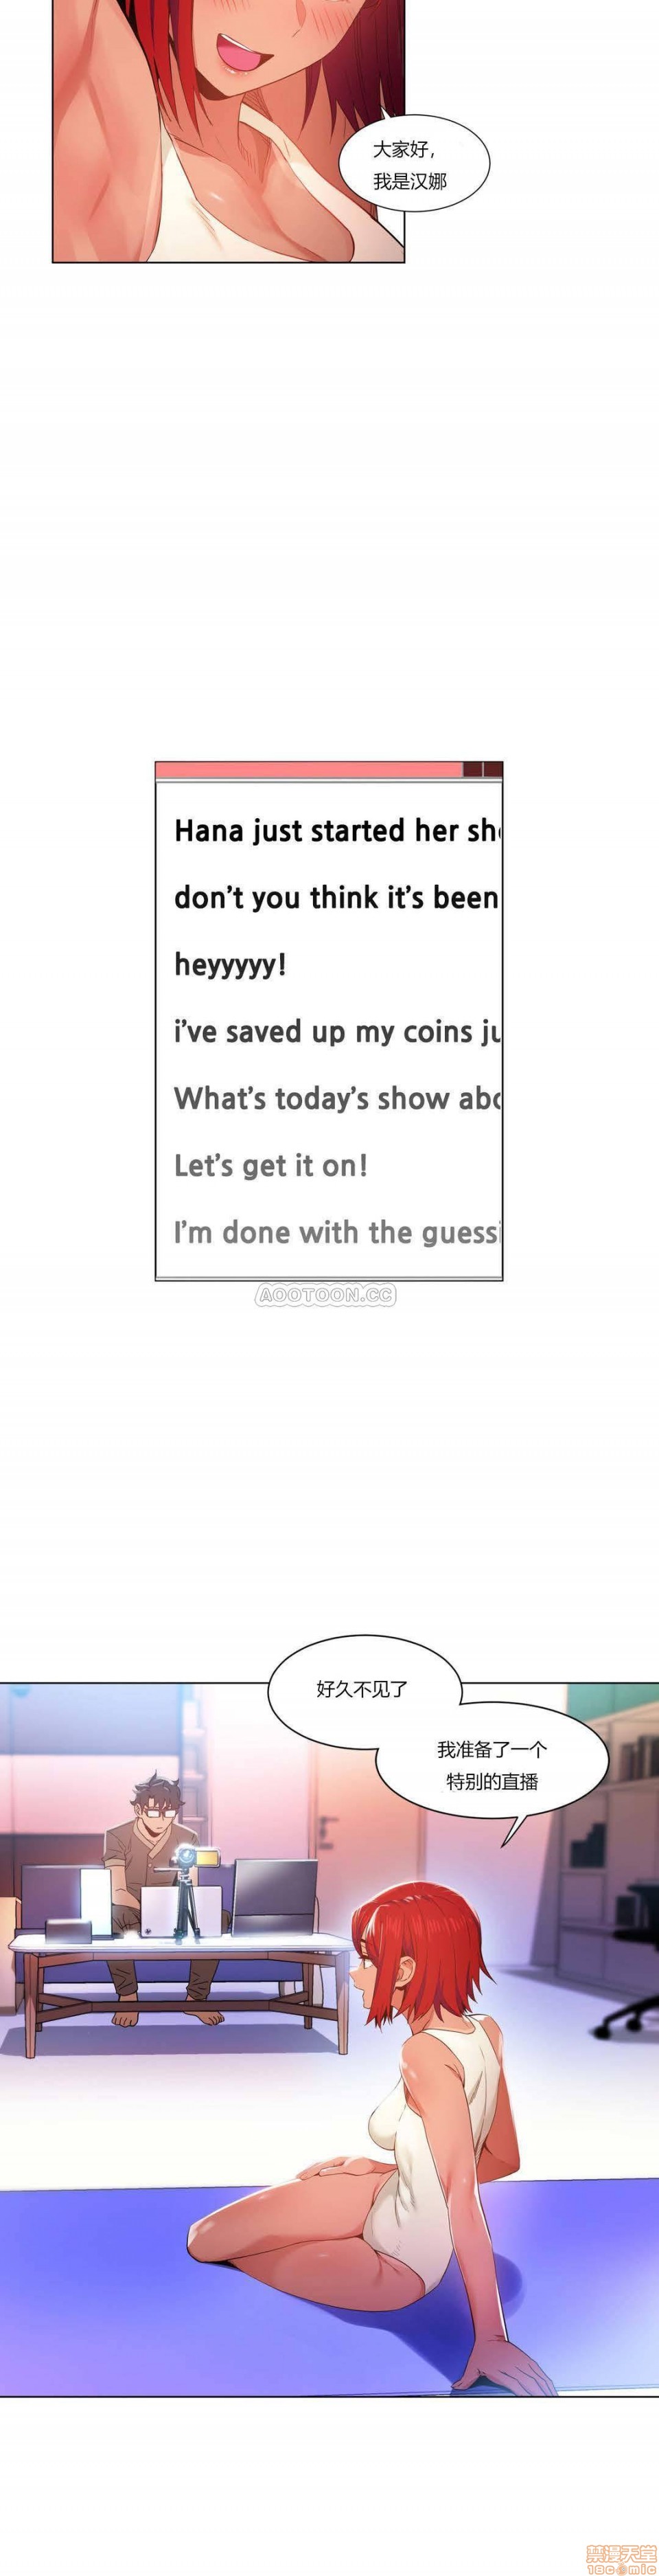 大家好，
我是汉娜
Hana just started her sh
don't you think it's been
heyyyyy!
i've saved up my coins ju
What's today's show abo
Let's get it on!
I'm done with the guessi
AOOTOON.CC
好久不见了
我准备了一个
特别的直播
禁漫天堂
18comic